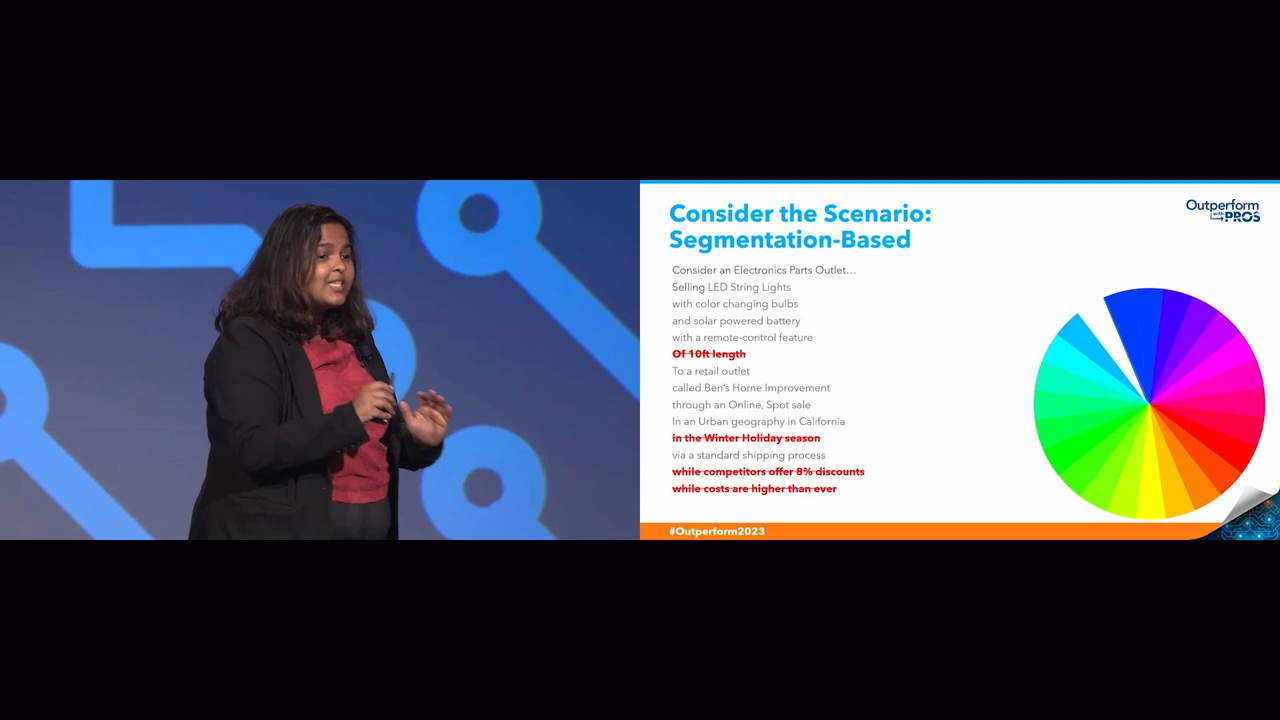 Consider the Scenario:
Segmentation-Based
Outperform
with PROS
Consider an Electronics Parts Outlet…
Selling LED String Lights
with color changing bulbs
and solar powered battery
with a remote-control feature
Of 10ft length
To a retail outlet
called Ben's Home Improvement
through an Online, Spot sale
In an Urban geography in California
in the Winter Holiday season
via a standard shipping process
while competitors offer 8% discounts
while costs are higher than ever
#Outperform2023